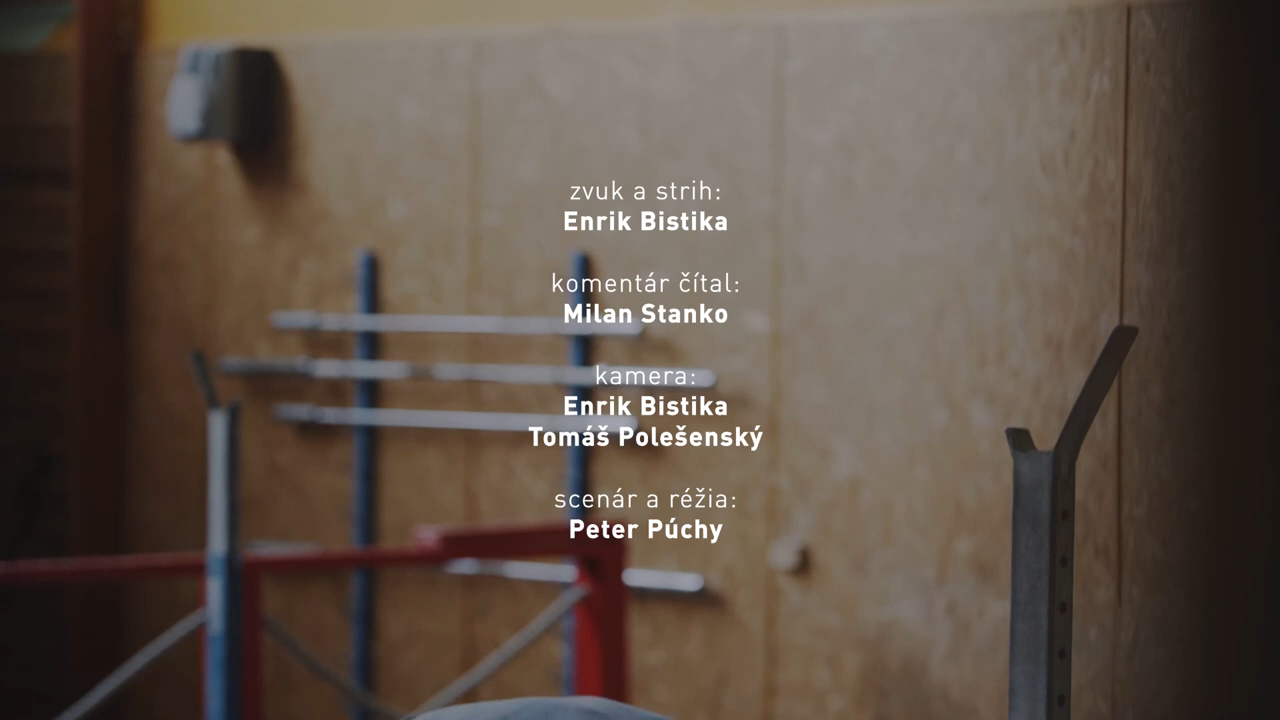 zvuk a strih:
Enrik Bistika
komentár čítal:
Milan Stanko
kamera:
Enrik Bistika
Tomáš Polešenský
scenár a réžia:
Peter Púchy